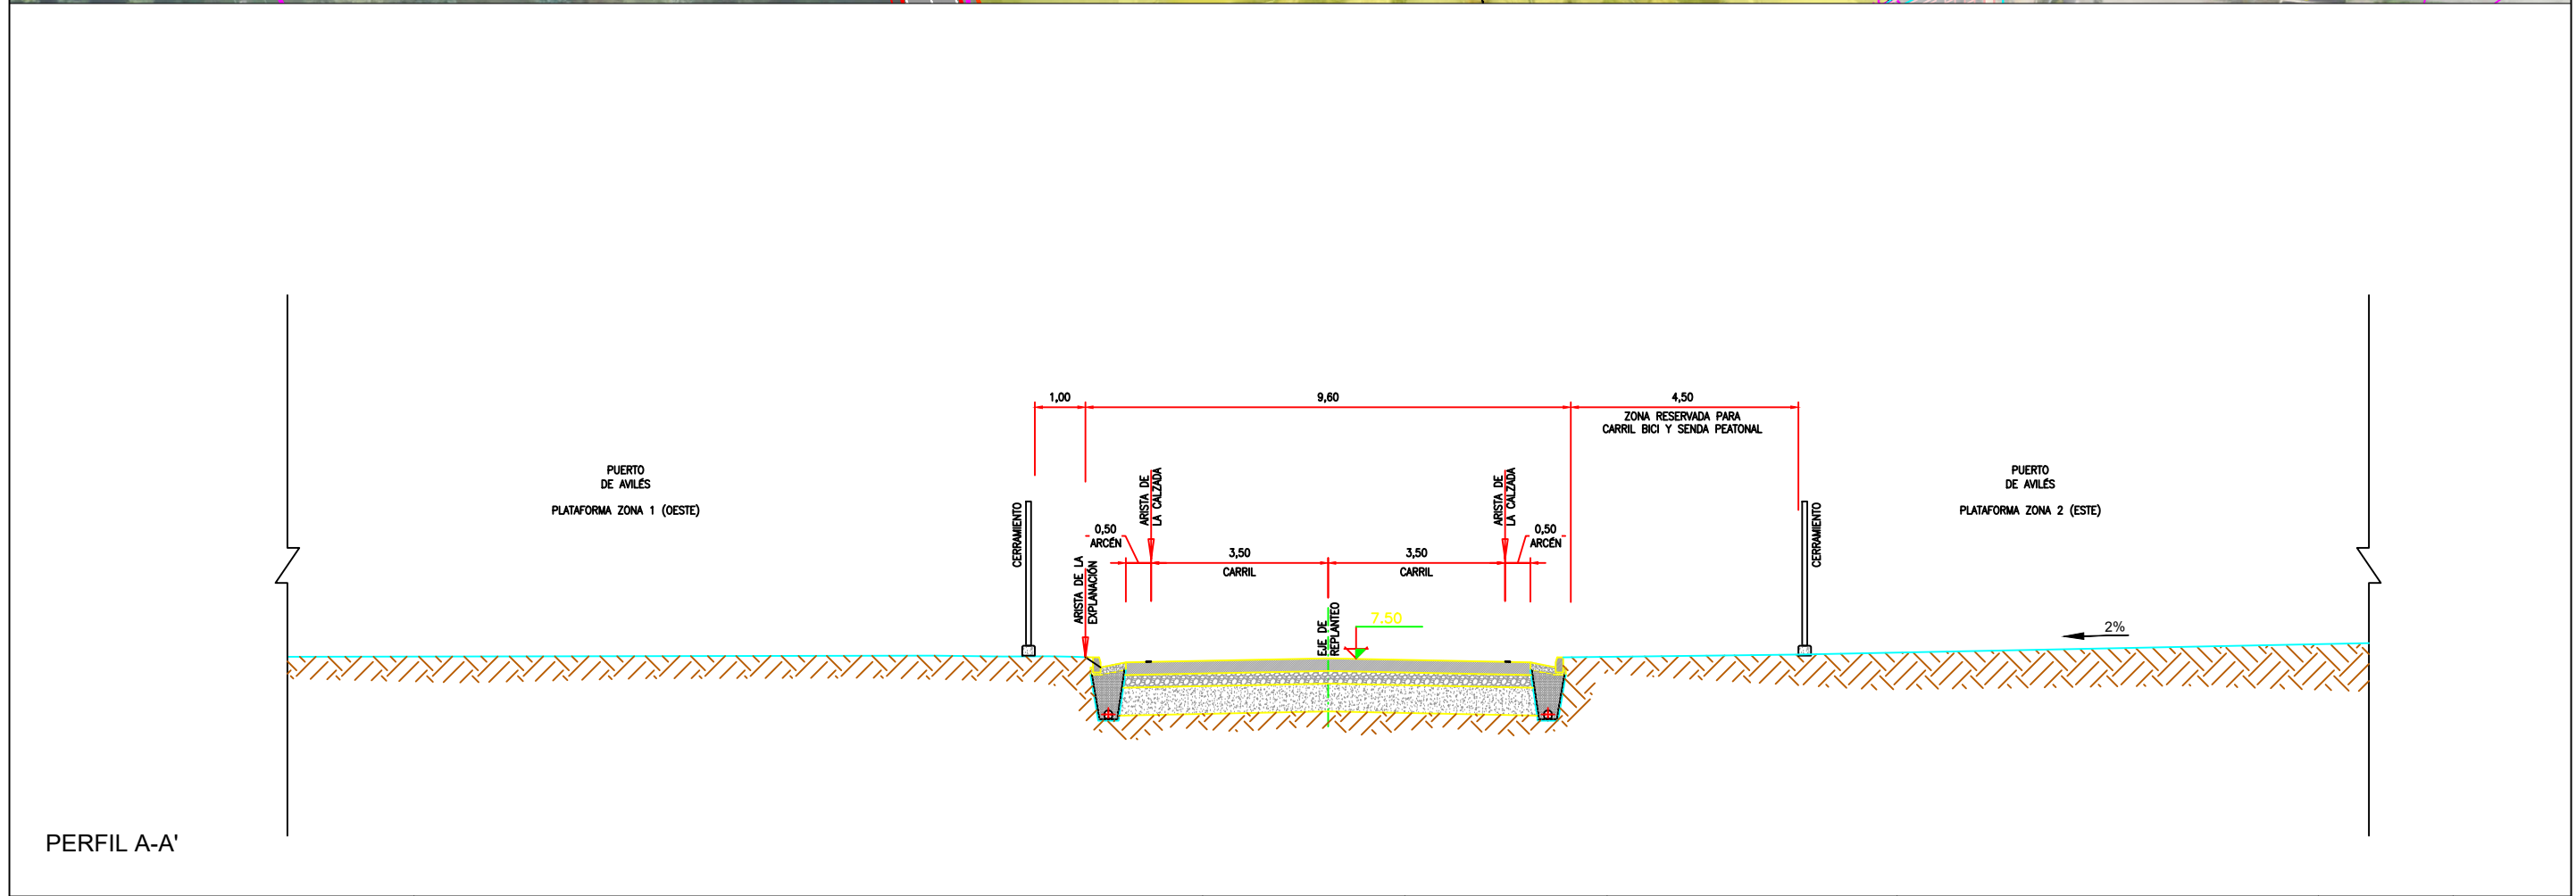 1,00
9,60
4,50
ZONA RESERVADA PARA
CARRIL BICI Y SENDA PEATONAL
PUERTO
DE AVILÉS
PLATAFORMA ZONA 1 (OESTE)
PUERTO
DE AVILÉS
PLATAFORMA ZONA 2 (ESTE)
CERRAMIENTO
ARISTA DE LA
EXPLANACIÓN
0,50
ARCÉN
ARISTA DE
LA CALZADA
3,50
CARRIL
3,50
CARRIL
ARISTA DE
LA CALZADA
0,50
ARCÉN
CERRAMIENTO
EJE DE
REPLANTEO
7.50
2%
PERFIL A-A'